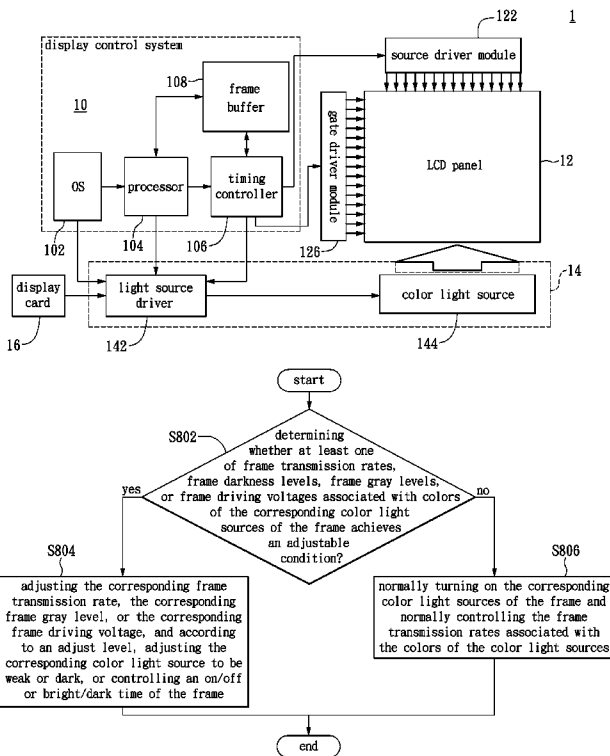 1
122
display control system
source driver module
108
frame
buffer
10
gate driver module
LCD panel
12
OS
processor
timing
controller
102
104
106
126
14
display
card
light source
driver
color light source
16
142
144
start
S802
determining
whether at least one
of frame transmission rates,
frame darkness levels, frame gray levels,
or frame driving voltages associated with colors
of the corresponding color light
sources of the frame achieves
an adjustable
condition?
yes
no
S804
adjusting the corresponding frame
transmission rate, the corresponding
frame gray level, or the corresponding
frame driving voltage, and according
to an adjust level, adjusting the
corresponding color light source to be
weak or dark, or controlling an on/off
or bright/dark time of the frame
S806
normally turning on the corresponding
color light sources of the frame and
normally controlling the frame
transmission rates associated with
the colors of the color light sources
end